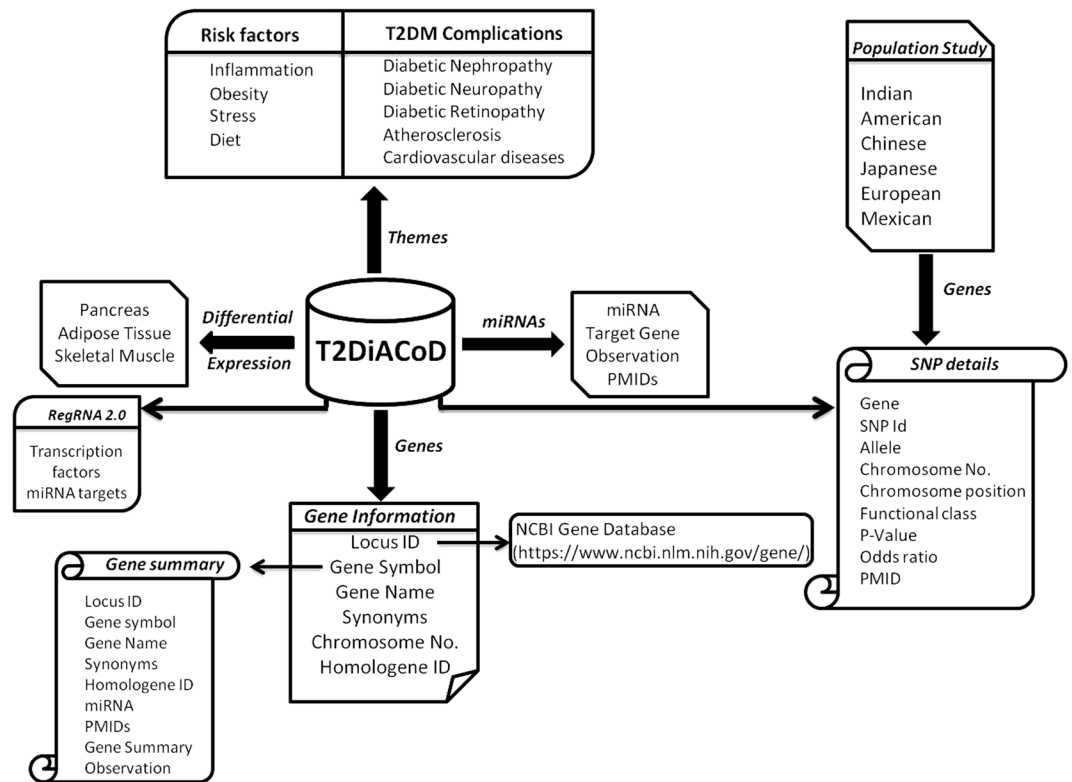 Risk factors
Inflammation
Obesity
Stress
Diet
T2DM Complications
Diabetic Nephropathy
Diabetic Neuropathy
Diabetic Retinopathy
Atherosclerosis
Cardiovascular diseases
Population Study
Indian
American
Chinese
Japanese
European
Mexican
Themes
Genes
Pancreas
Adipose Tissue
Skeletal Muscle
Differential
Expression
T2DiACoD
miRNAs
miRNA
Target Gene
Observation
PMIDs
SNP details
Gene
SNP Id
Allele
Chromosome No.
Chromosome position
Functional class
P-Value
Odds ratio
PMID
RegRNA 2.0
Transcription
factors
miRNA targets
Genes
Gene Information
Locus ID
Gene Symbol
Gene Name
Synonyms
Chromosome No.
Homologene ID
NCBI Gene Database
(https://www.ncbi.nlm.nih.gov/gene/)
Gene summary
Locus ID
Gene symbol
Gene Name
Synonyms
Homologene ID
miRNA
PMIDs
Gene Summary
Observation